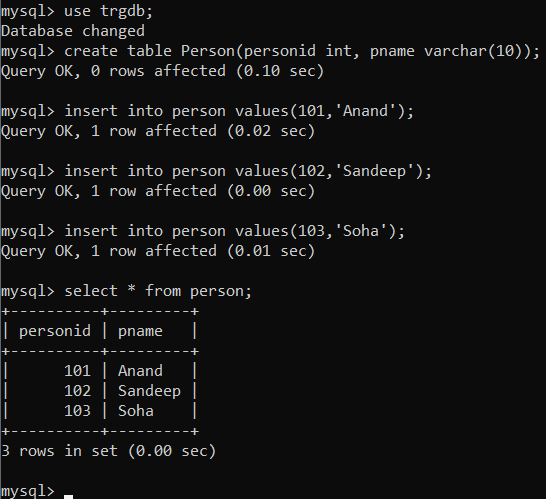 mysql> use trgdb;
Database changed
mysql> create table Person(personid int, pname varchar(10));
Query OK, 0 rows affected (0.10 sec)

mysql> insert into person values(101,'Anand');
Query OK, 1 row affected (0.02 sec)

mysql> insert into person values(102,'Sandeep');
Query OK, 1 row affected (0.00 sec)

mysql> insert into person values(103,'Soha');
Query OK, 1 row affected (0.01 sec)

mysql> select * from person;
+----------+---------+
| personid | pname   |
+----------+---------+
|      101 | Anand   |
|      102 | Sandeep |
|      103 | Soha    |
+----------+---------+
3 rows in set (0.00 sec)

mysql>